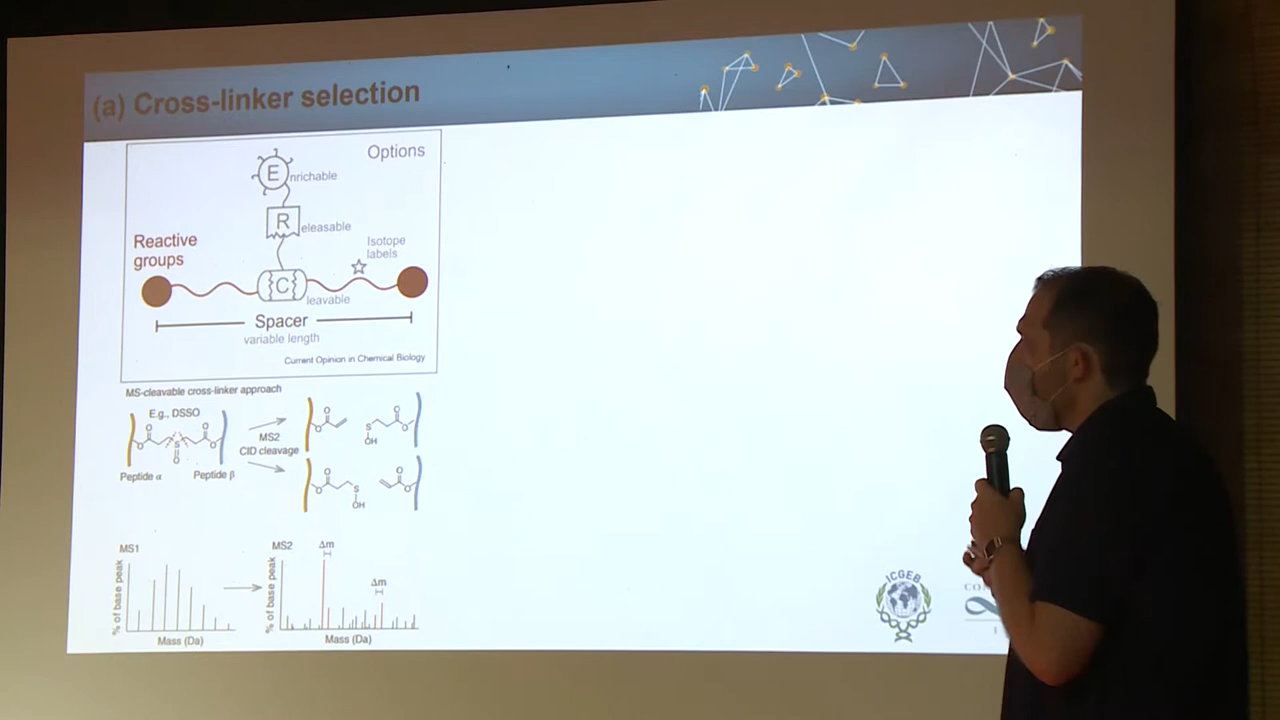 (a) Cross-linker selection
Options
E
nrichable
R
eleasable
Reactive
groups
Isotope
labels
C
leavable
Spacer
variable length
Current Opinion in Chemical Biology
MS-cleavable cross-linker approach
E.g., DSSO
MS2
CID cleavage
Peptide α
Peptide β
O
O
O
O
S
O
O
O
S
OH
O
O
O
O
S
OH
O
O
MS1
% of base peak
Mass (Da)
MS2
Δm
Δm
% of base peak
Mass (Da)
ICGEB